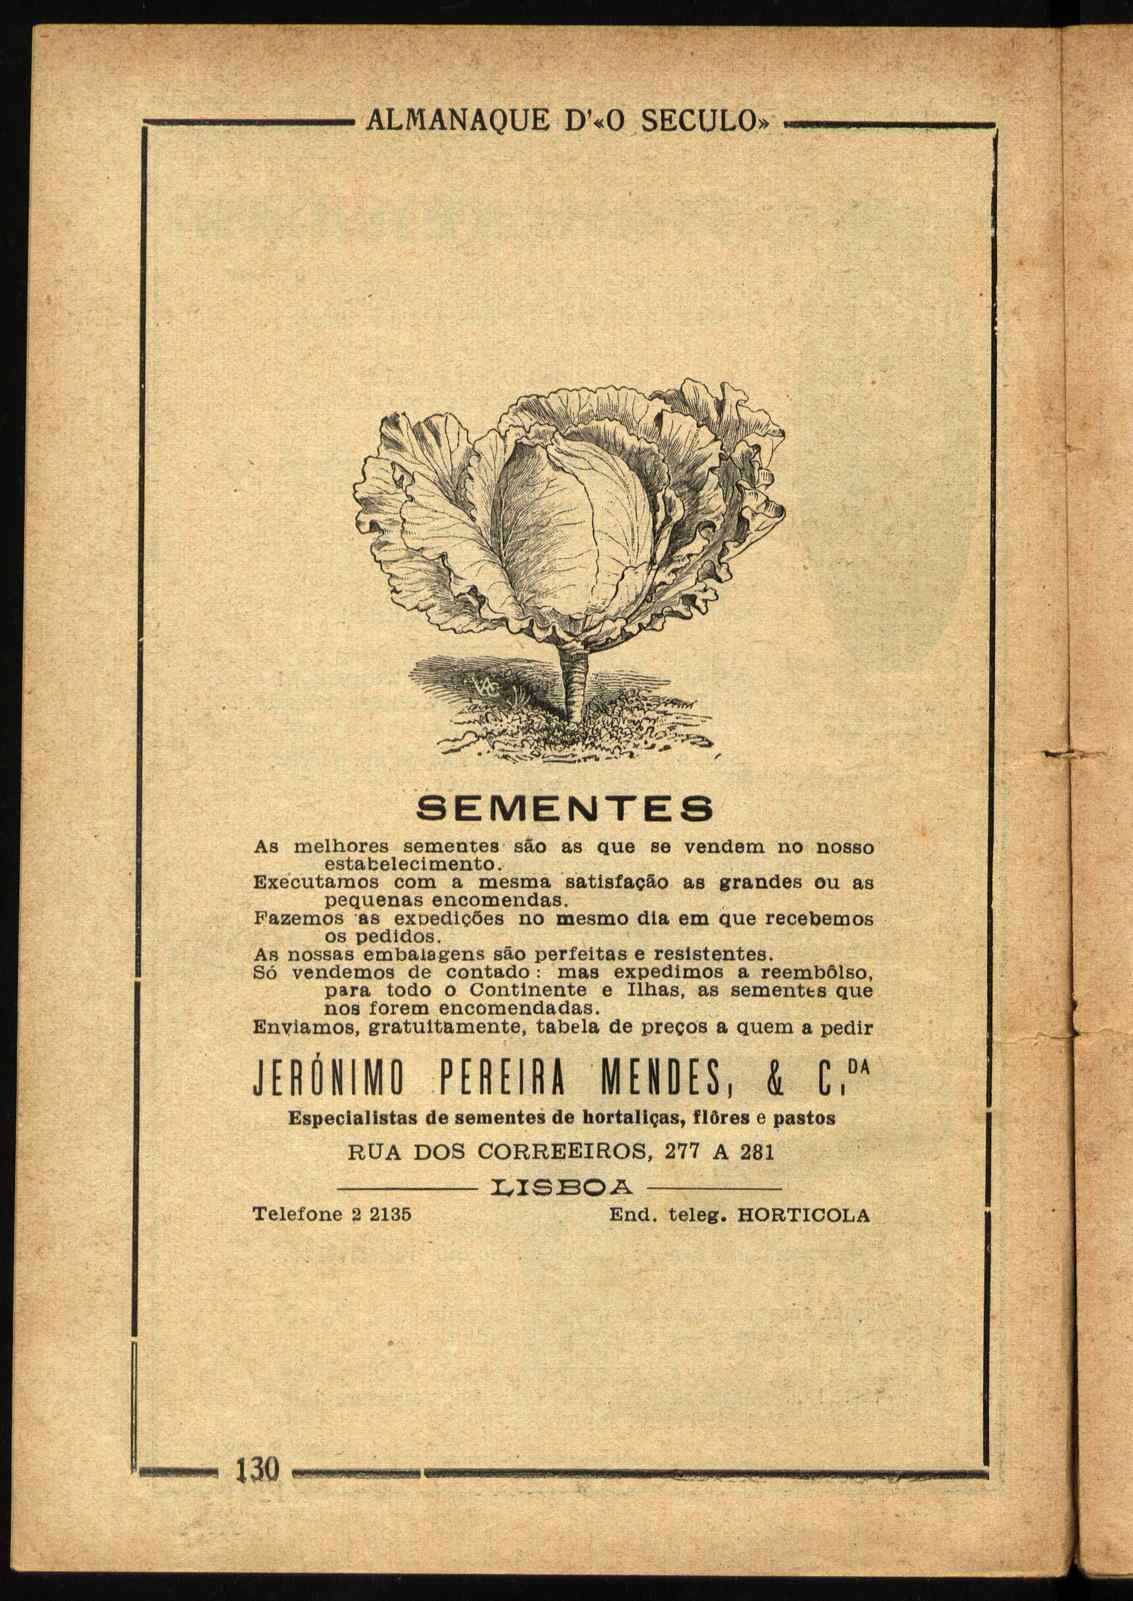 ALMANAQUE D'«O SECULO»
VAC
SEMENTES
As melhores sementes são as que se vendem no nosso
estabelecimento.
Executamos com a mesma satisfação as grandes ou as
pequenas encomendas.
Fazemos as expedições no mesmo dia em que recebemos
os pedidos.
As nossas embalagens são perfeitas e resistentes.
Só vendemos de contado : mas expedimos a reembôlso,
para todo o Continente e Ilhas, as sementes que
nos forem encomendadas.
Enviamos, gratuitamente, tabela de preços a quem a pedir
JERÓNIMO PEREIRA MENDES, & C.DA
Especialistas de sementes de hortaliças, flôres e pastos
RUA DOS CORREEIROS, 277 A 281
LISBOA
Telefone 2 2135 End. teleg. HORTICOLA
130